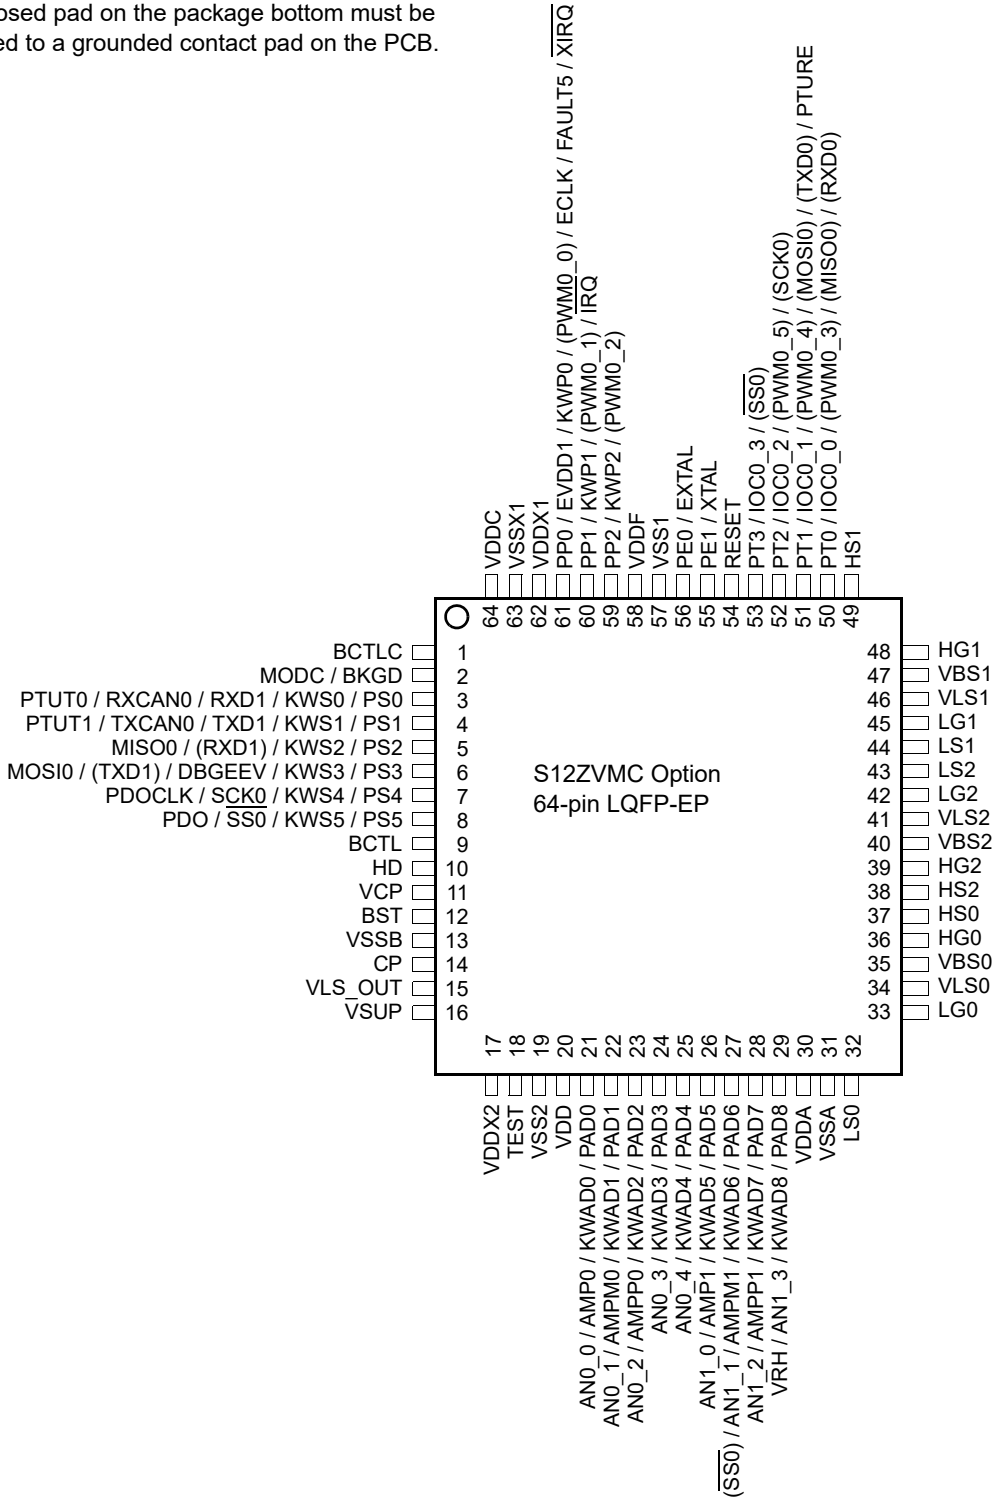 osed pad on the package bottom must be
ed to a grounded contact pad on the PCB.
VDDC
VSSX1
VDDX1
PP0 / EVDD1 / KWP0 / (PWM0_0) / ECLK / FAULT5 / XIRQ
PP1 / KWP1 / (PWM0_1) / IRQ
PP2 / KWP2 / (PWM0_2)
VDDF
VSS1
PE0 / EXTAL
PE1 / XTAL
RESET
PT3 / IOC0_3 / (SS0)
PT2 / IOC0_2 / (PWM0_5) / (SCK0)
PT1 / IOC0_1 / (PWM0_4) / (MOSI0) / (TXD0) / PTURE
PT0 / IOC0_0 / (PWM0_3) / (MISO0) / (RXD0)
HS1
64
63
62
61
60
59
58
57
56
55
54
53
52
51
50
49
BCTLC 1
MODC / BKGD 2
PTUT0 / RXCAN0 / RXD1 / KWS0 / PS0 3
PTUT1 / TXCAN0 / TXD1 / KWS1 / PS1 4
MISO0 / (RXD1) / KWS2 / PS2 5
MOSI0 / (TXD1) / DBGEEV / KWS3 / PS3 6
PDOCLK / SCK0 / KWS4 / PS4 7
PDO / SS0 / KWS5 / PS5 8
BCTL 9
HD 10
VCP 11
BST 12
VSSB 13
CP 14
VLS_OUT 15
VSUP 16
S12ZVMC Option
64-pin LQFP-EP
48 HG1
47 VBS1
46 VLS1
45 LG1
44 LS1
43 LS2
42 LG2
41 VLS2
40 VBS2
39 HG2
38 HS2
37 HS0
36 HG0
35 VBS0
34 VLS0
33 LG0
17
18
19
20
21
22
23
24
25
26
27
28
29
30
31
32
VDDX2
TEST
VSS2
VDD
AN0_0 / AMP0 / KWAD0 / PAD0
AN0_1 / AMPM0 / KWAD1 / PAD1
AN0_2 / AMPP0 / KWAD2 / PAD2
AN0_3 / KWAD3 / PAD3
AN0_4 / KWAD4 / PAD4
AN1_0 / AMP1 / KWAD5 / PAD5
(SS0) / AN1_1 / AMPM1 / KWAD6 / PAD6
AN1_2 / AMPP1 / KWAD7 / PAD7
VRH / AN1_3 / KWAD8 / PAD8
VDDA
VSSA
LS0